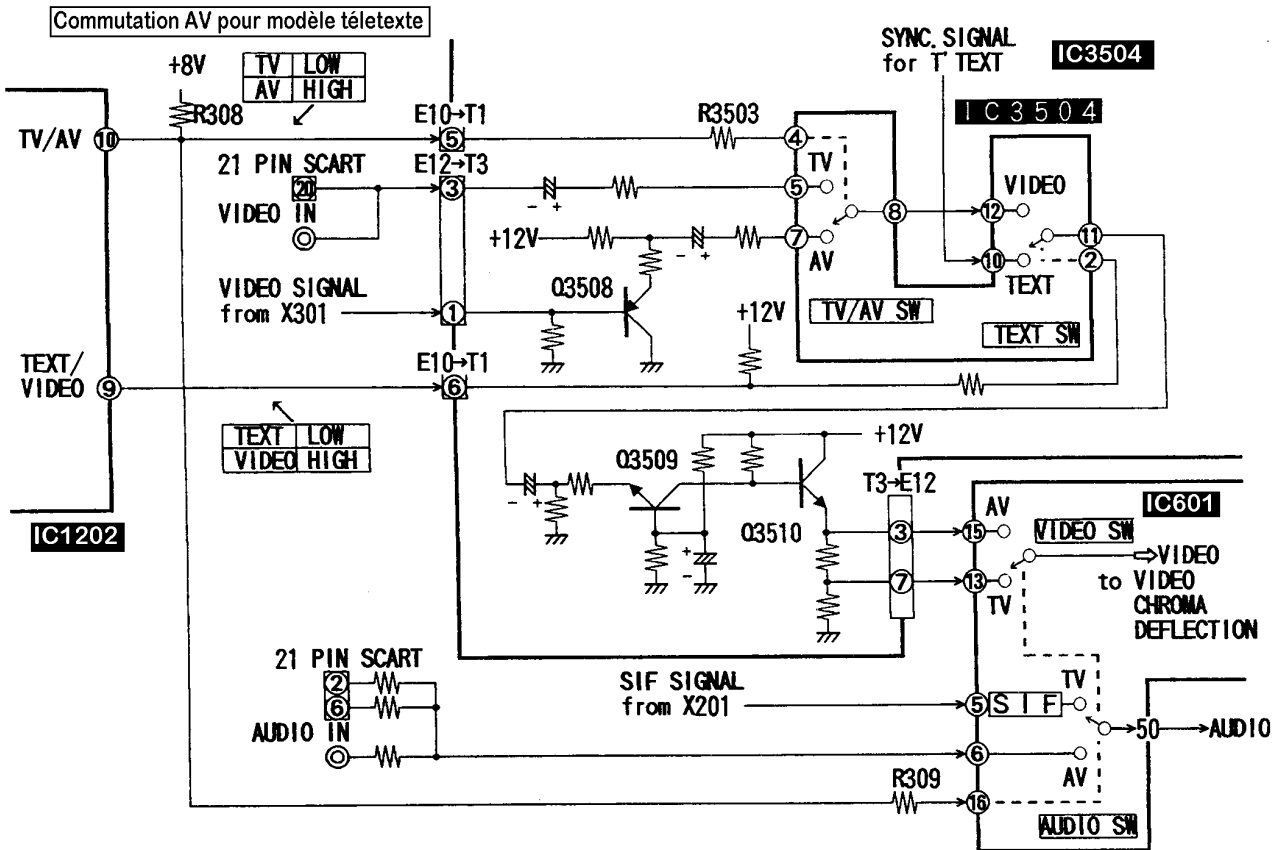 Commutation AV pour modèle téletexte
SYNC. SIGNAL
for T TEXT
IC3504
+8V
TV LOW
AV HIGH
R308
E10→T1
R3503
IC3504
TV/AV
10
5
4
21 PIN SCART
E12→T3
TV
VIDEO
20
3
5
VIDEO IN
8
12
+12V
7
11
AV
10
2
TEXT
VIDEO SIGNAL
from X301
1
Q3508
+12V
TV/AV SW
TEXT SW
TEXT/
VIDEO
9
E10→T1
6
TEXT LOW
VIDEO HIGH
+12V
Q3509
T3→E12
IC601
IC1202
Q3510
3
15
AV
VIDEO SW
7
13
TV
VIDEO
to VIDEO
CHROMA
DEFLECTION
21 PIN SCART
2
6
SIF SIGNAL
from X201
5
SIF
TV
AUDIO IN
50
AUDIO
6
AV
R309
16
AUDIO SW